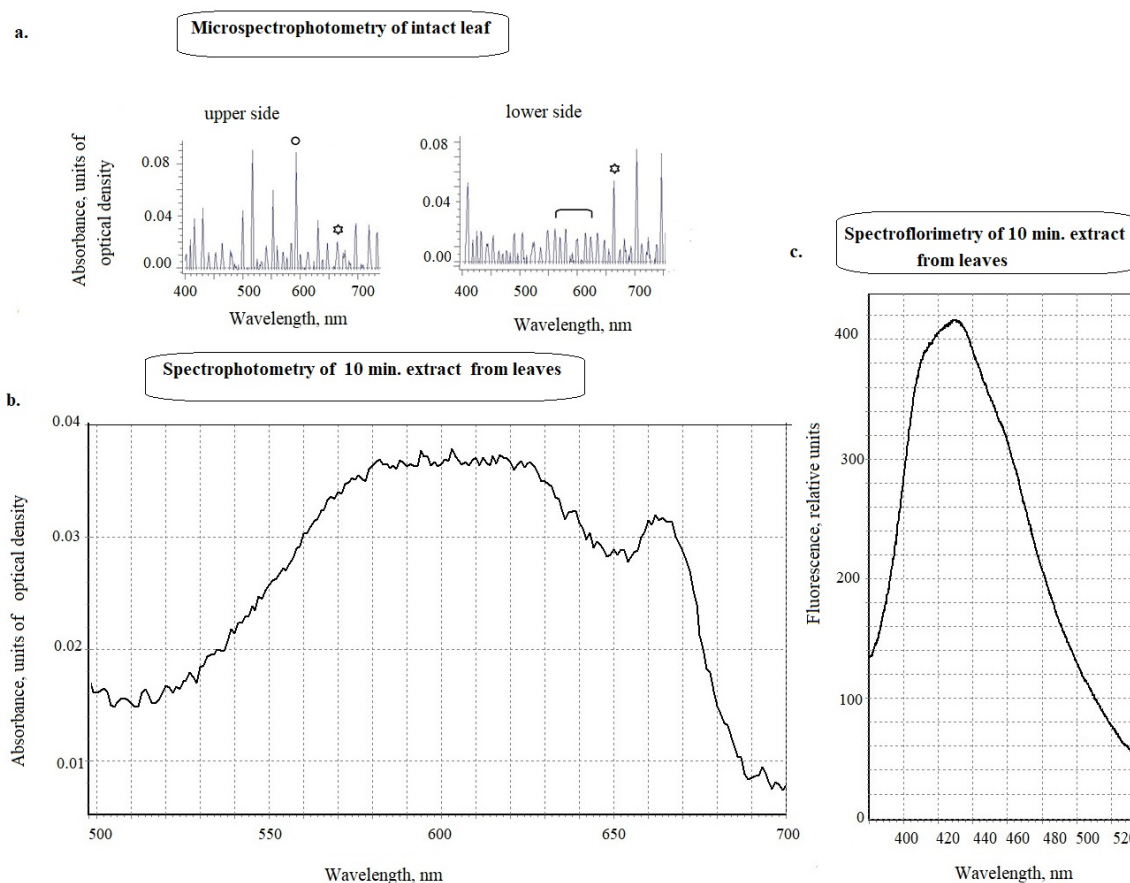 a.
Microspectrophotometry of intact leaf
upper side
lower side
Absorbance, units of
optical density
0.08
0.04
0.00
400 500 600 700
Wavelength, nm
0.08
0.04
0.00
400 500 600 700
Wavelength, nm
Spectrophotometry of 10 min. extract from leaves
b.
Absorbance, units of optical density
0.04
0.03
0.02
0.01
500 550 600 650 700
Wavelength, nm
c.
Spectroflorimetry of 10 min. extract
from leaves
Fluorescence, relative units
400
300
200
100
0
400 420 440 460 480 500 520
Wavelength, nm